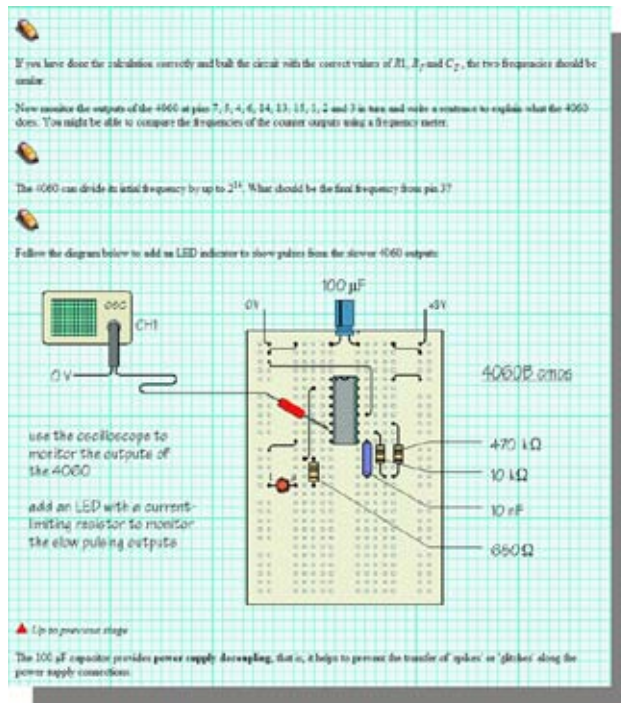 If you have done the calculation correctly and built the circuit with the correct values of R1, R_T and C_T, the two frequencies should be
similar.
Now monitor the outputs of the 4060 at pins 7, 5, 4, 6, 14, 13, 15, 1, 2 and 3 in turn and write a sentence to explain what the 4060
does. You might be able to compare the frequencies of the counter outputs using a frequency meter.
The 4060 can divide its initial frequency by up to 2^14. What should be the final frequency from pin 3?
Follow the diagram below to add an LED indicator to show pulses from the slower 4060 outputs:
100 µF
0V
+9V
osc
CH1
0 V
4060B cmos
use the oscilloscope to
monitor the outputs of
the 4060
470 kΩ
10 kΩ
add an LED with a current-
limiting resistor to monitor
the slow pulsing outputs
10 nF
680Ω
Up to previous stage
The 100 µF capacitor provides power supply decoupling, that is, it helps to prevent the transfer of 'spikes' or 'glitches' along the
power supply connections.